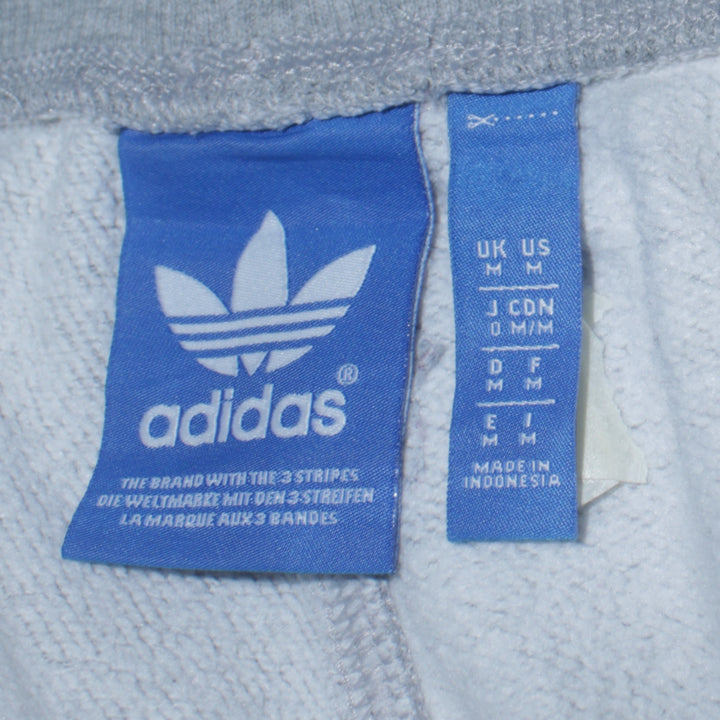 adidas®
THE BRAND WITH THE 3 STRIPES
DIE WELTMARKE MIT DEN 3 STREIFEN
LA MARQUE AUX 3 BANDES
UK US
M M
J CDN
O M/M
D F
M M
E I
M M
MADE IN
INDONESIA